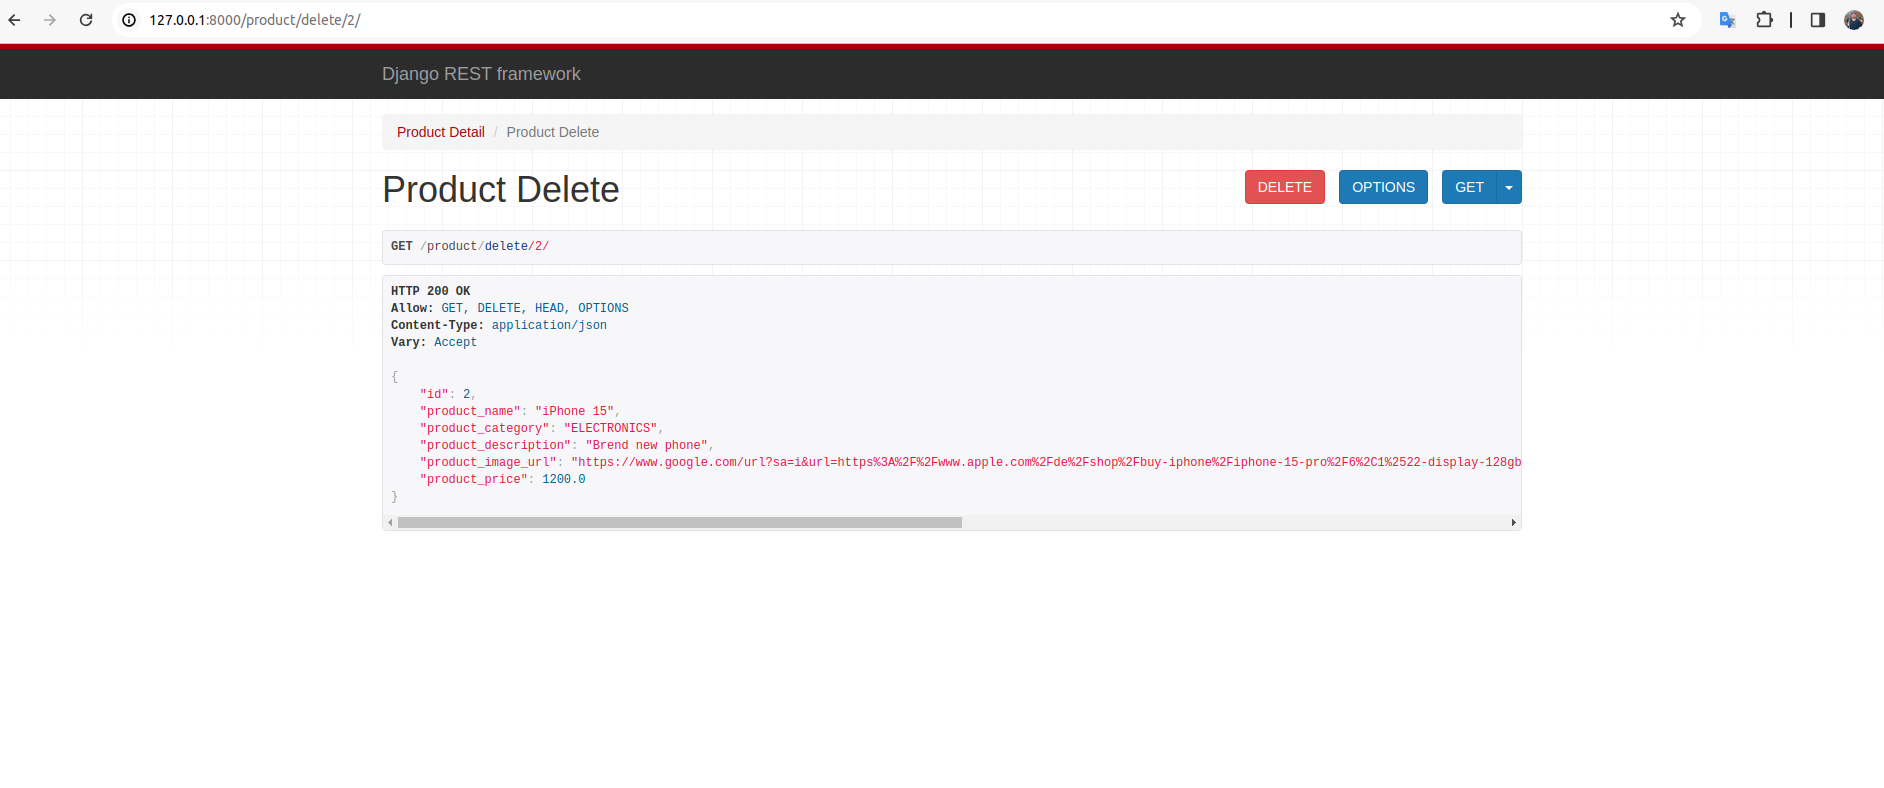 127.0.0.1:8000/product/delete/2/
Django REST framework
Product Detail / Product Delete
Product Delete
DELETE OPTIONS GET
GET /product/delete/2/
HTTP 200 OK
Allow: GET, DELETE, HEAD, OPTIONS
Content-Type: application/json
Vary: Accept
{
"id": 2,
"product_name": "iPhone 15",
"product_category": "ELECTRONICS",
"product_description": "Brend new phone",
"product_image_url": "https://www.google.com/url?sa=i&url=https%3A%2F%2Fwww.apple.com%2Fde%2Fshop%2Fbuy-iphone%2Fiphone-15-pro%2F6%2C1%2522-display-128gb
"product_price": 1200.0
}